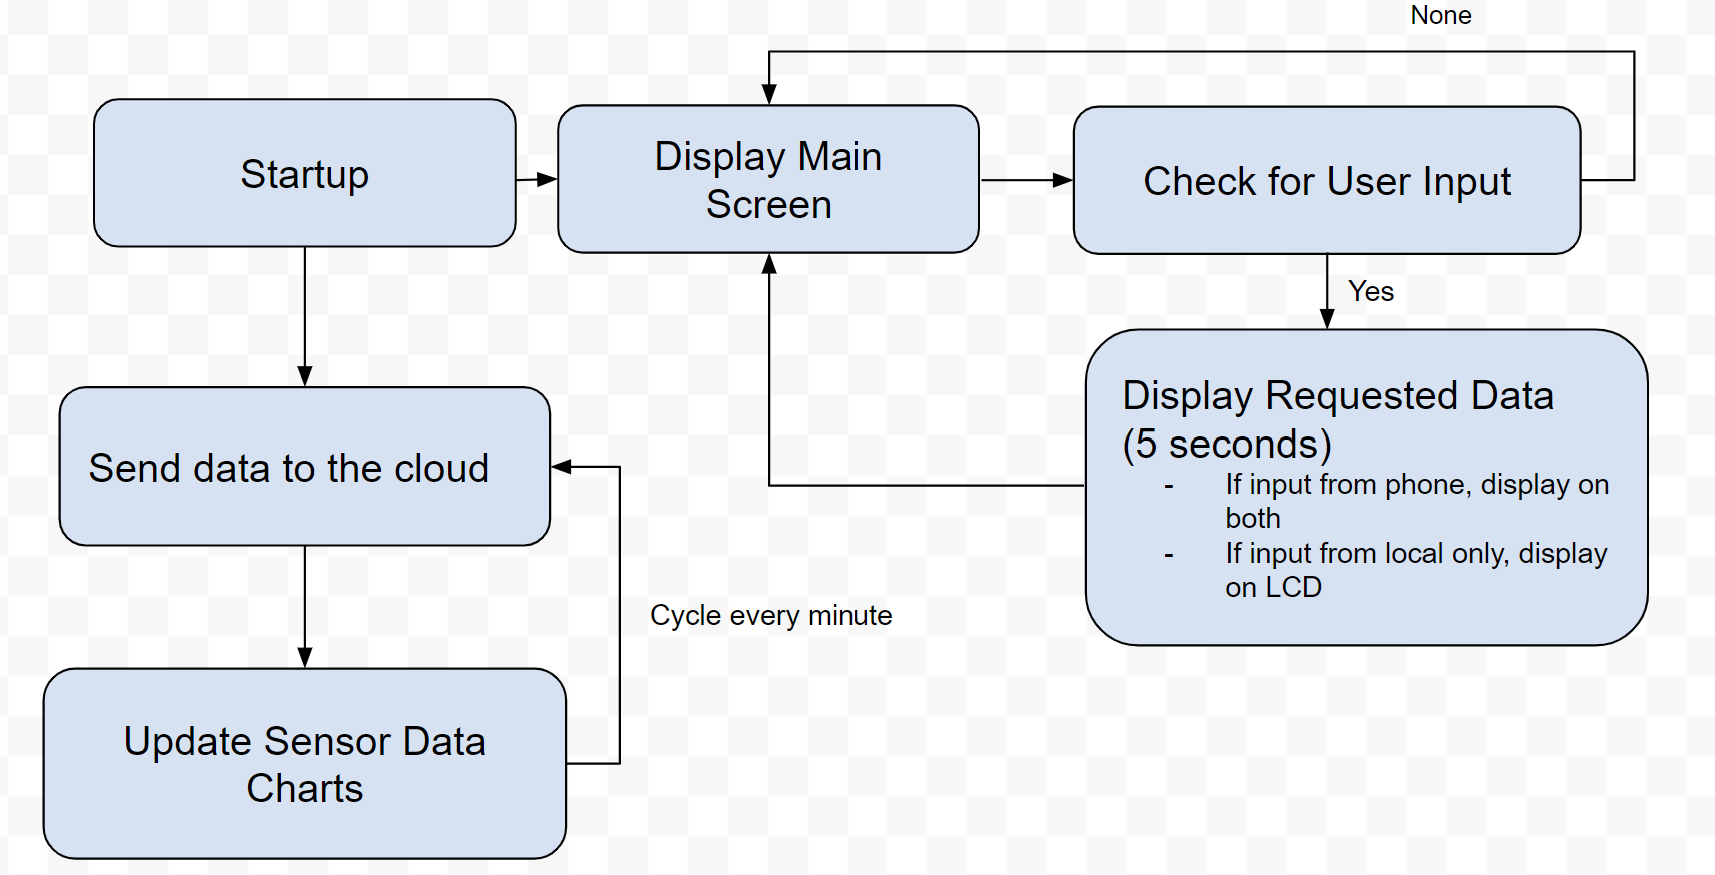 None
Startup
Display Main
Screen
Check for User Input
Yes
Display Requested Data
(5 seconds)
- If input from phone, display on
both
- If input from local only, display
on LCD
Send data to the cloud
Cycle every minute
Update Sensor Data
Charts